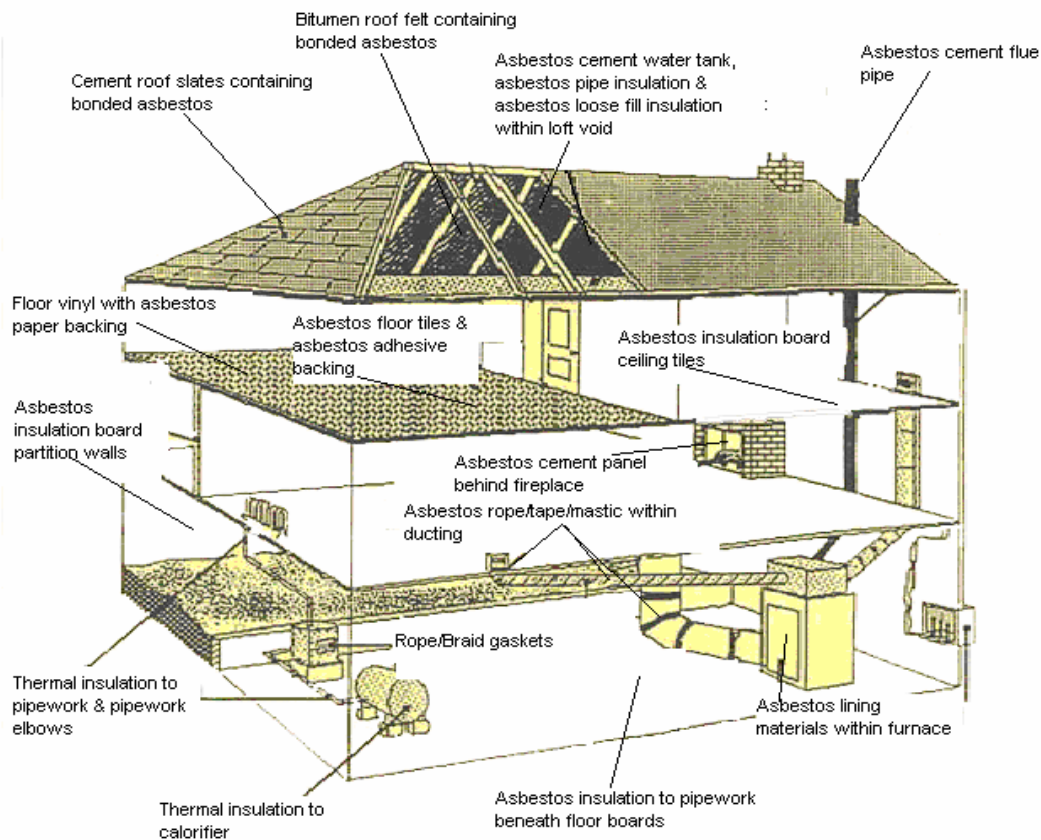 Bitumen roof felt containing
bonded asbestos
Asbestos cement flue
pipe
Asbestos cement water tank,
asbestos pipe insulation &
asbestos loose fill insulation
within loft void
:
Cement roof slates containing
bonded asbestos
Floor vinyl with asbestos
paper backing
Asbestos floor tiles &
asbestos adhesive
backing
Asbestos insulation board
ceiling tiles
Asbestos
insulation board
partition walls
Asbestos cement panel
behind fireplace
Asbestos rope/tape/mastic within
ducting
Rope/Braid gaskets
Thermal insulation to
pipework & pipework
elbows
Asbestos lining
materials within furnace
Thermal insulation to
calorifier
Asbestos insulation to pipework
beneath floor boards